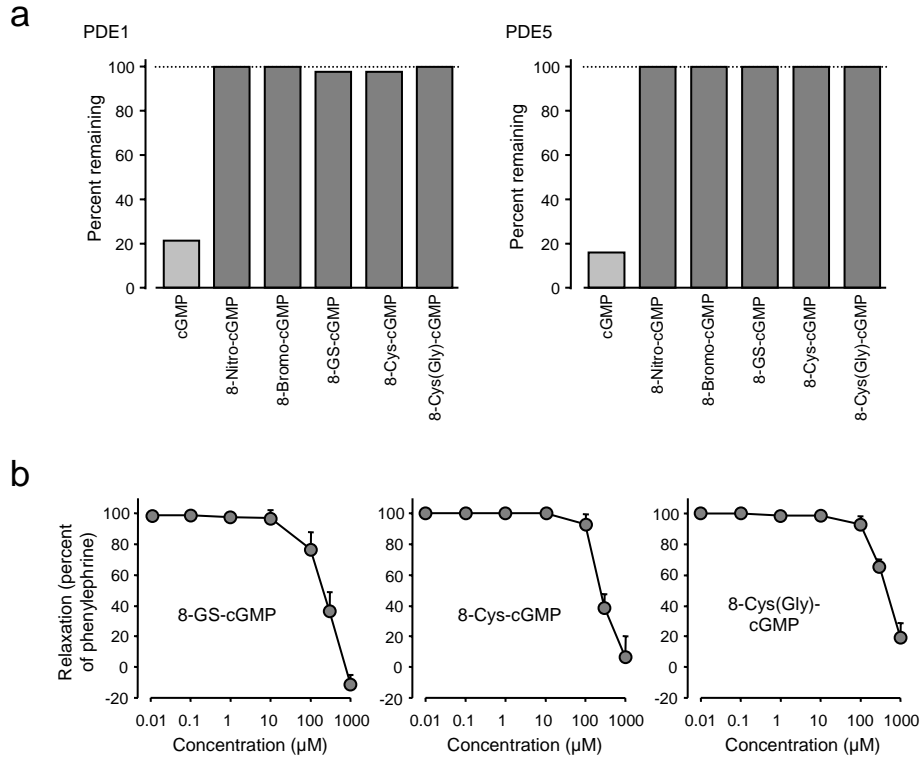 a
PDE1
PDE5
Percent remaining
100
80
60
40
20
0
cGMP
8-Nitro-cGMP
8-Bromo-cGMP
8-GS-cGMP
8-Cys-cGMP
8-Cys(Gly)-cGMP
Percent remaining
100
80
60
40
20
0
cGMP
8-Nitro-cGMP
8-Bromo-cGMP
8-GS-cGMP
8-Cys-cGMP
8-Cys(Gly)-cGMP
b
Relaxation (percent
of phenylephrine)
100
80
60
40
20
0
-20
8-GS-cGMP
0.01 0.1 1 10 100 1000
Concentration (µM)
100
80
60
40
20
0
-20
8-Cys-cGMP
0.01 0.1 1 10 100 1000
Concentration (µM)
100
80
60
40
20
0
-20
8-Cys(Gly)-
cGMP
0.01 0.1 1 10 100 1000
Concentration (µM)